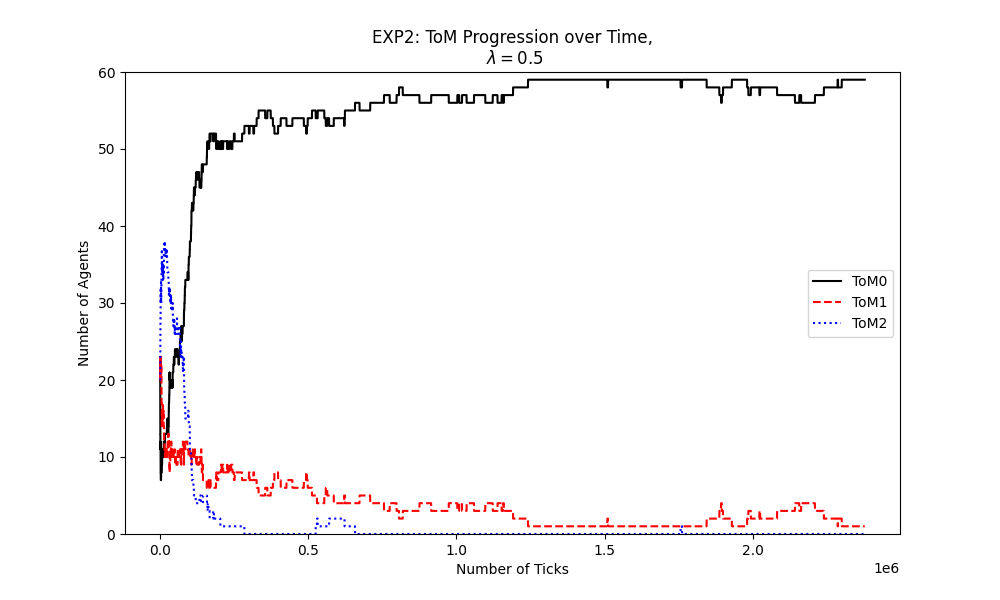 EXP2: ToM Progression over Time,
λ = 0.5
60
50
40
30
20
10
0
Number of Agents
ToM0
ToM1
ToM2
0.0 0.5 1.0 1.5 2.0
1e6
Number of Ticks